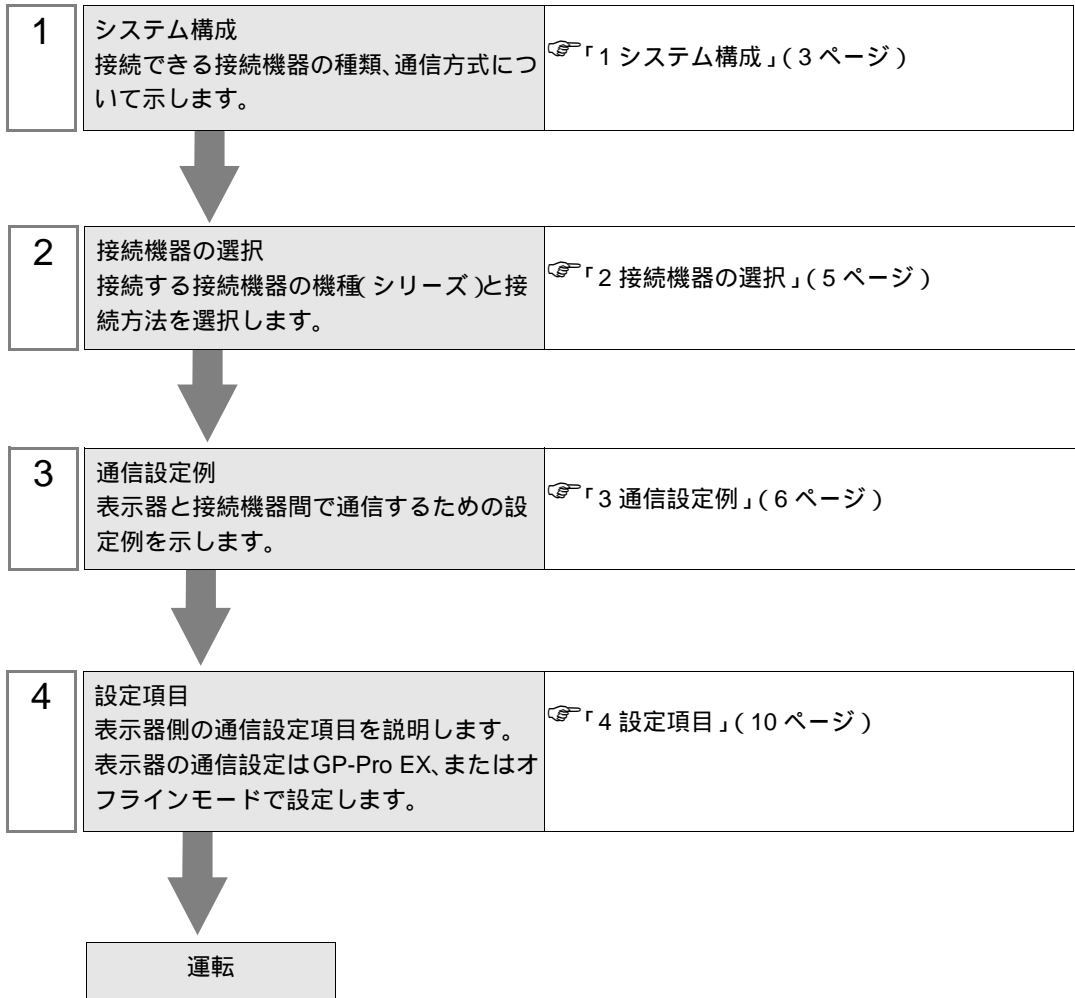 1
システム構成
接続できる接続機器の種類、通信方式につ
いて示します。
☞「1 システム構成」(3 ページ)
2
接続機器の選択
接続する接続機器の機種(シリーズ)と接
続方法を選択します。
☞「2 接続機器の選択」(5 ページ)
3
通信設定例
表示器と接続機器間で通信するための設
定例を示します。
☞「3 通信設定例」(6 ページ)
4
設定項目
表示器側の通信設定項目を説明します。
表示器の通信設定はGP-Pro EX、またはオ
フラインモードで設定します。
☞「4 設定項目」(10 ページ)
運転